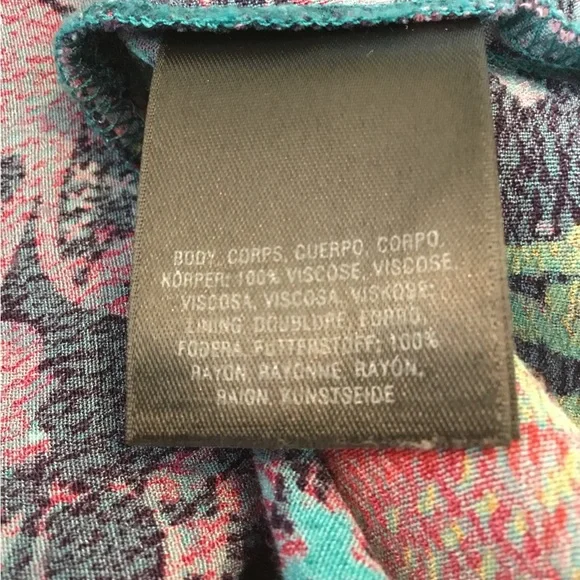 BODY, CORPS, CUERPO, CORPO,
KÖRPER: 100% VISCOSE, VISCOSE,
VISCOSA, VISCOSA, VISKOSE
LINING, DOUBLURE, FORRO,
FODERA, FUTTERSTOFF: 100%
RAYON, RAYONNE, RAYÓN,
RAION, KUNSTSEIDE